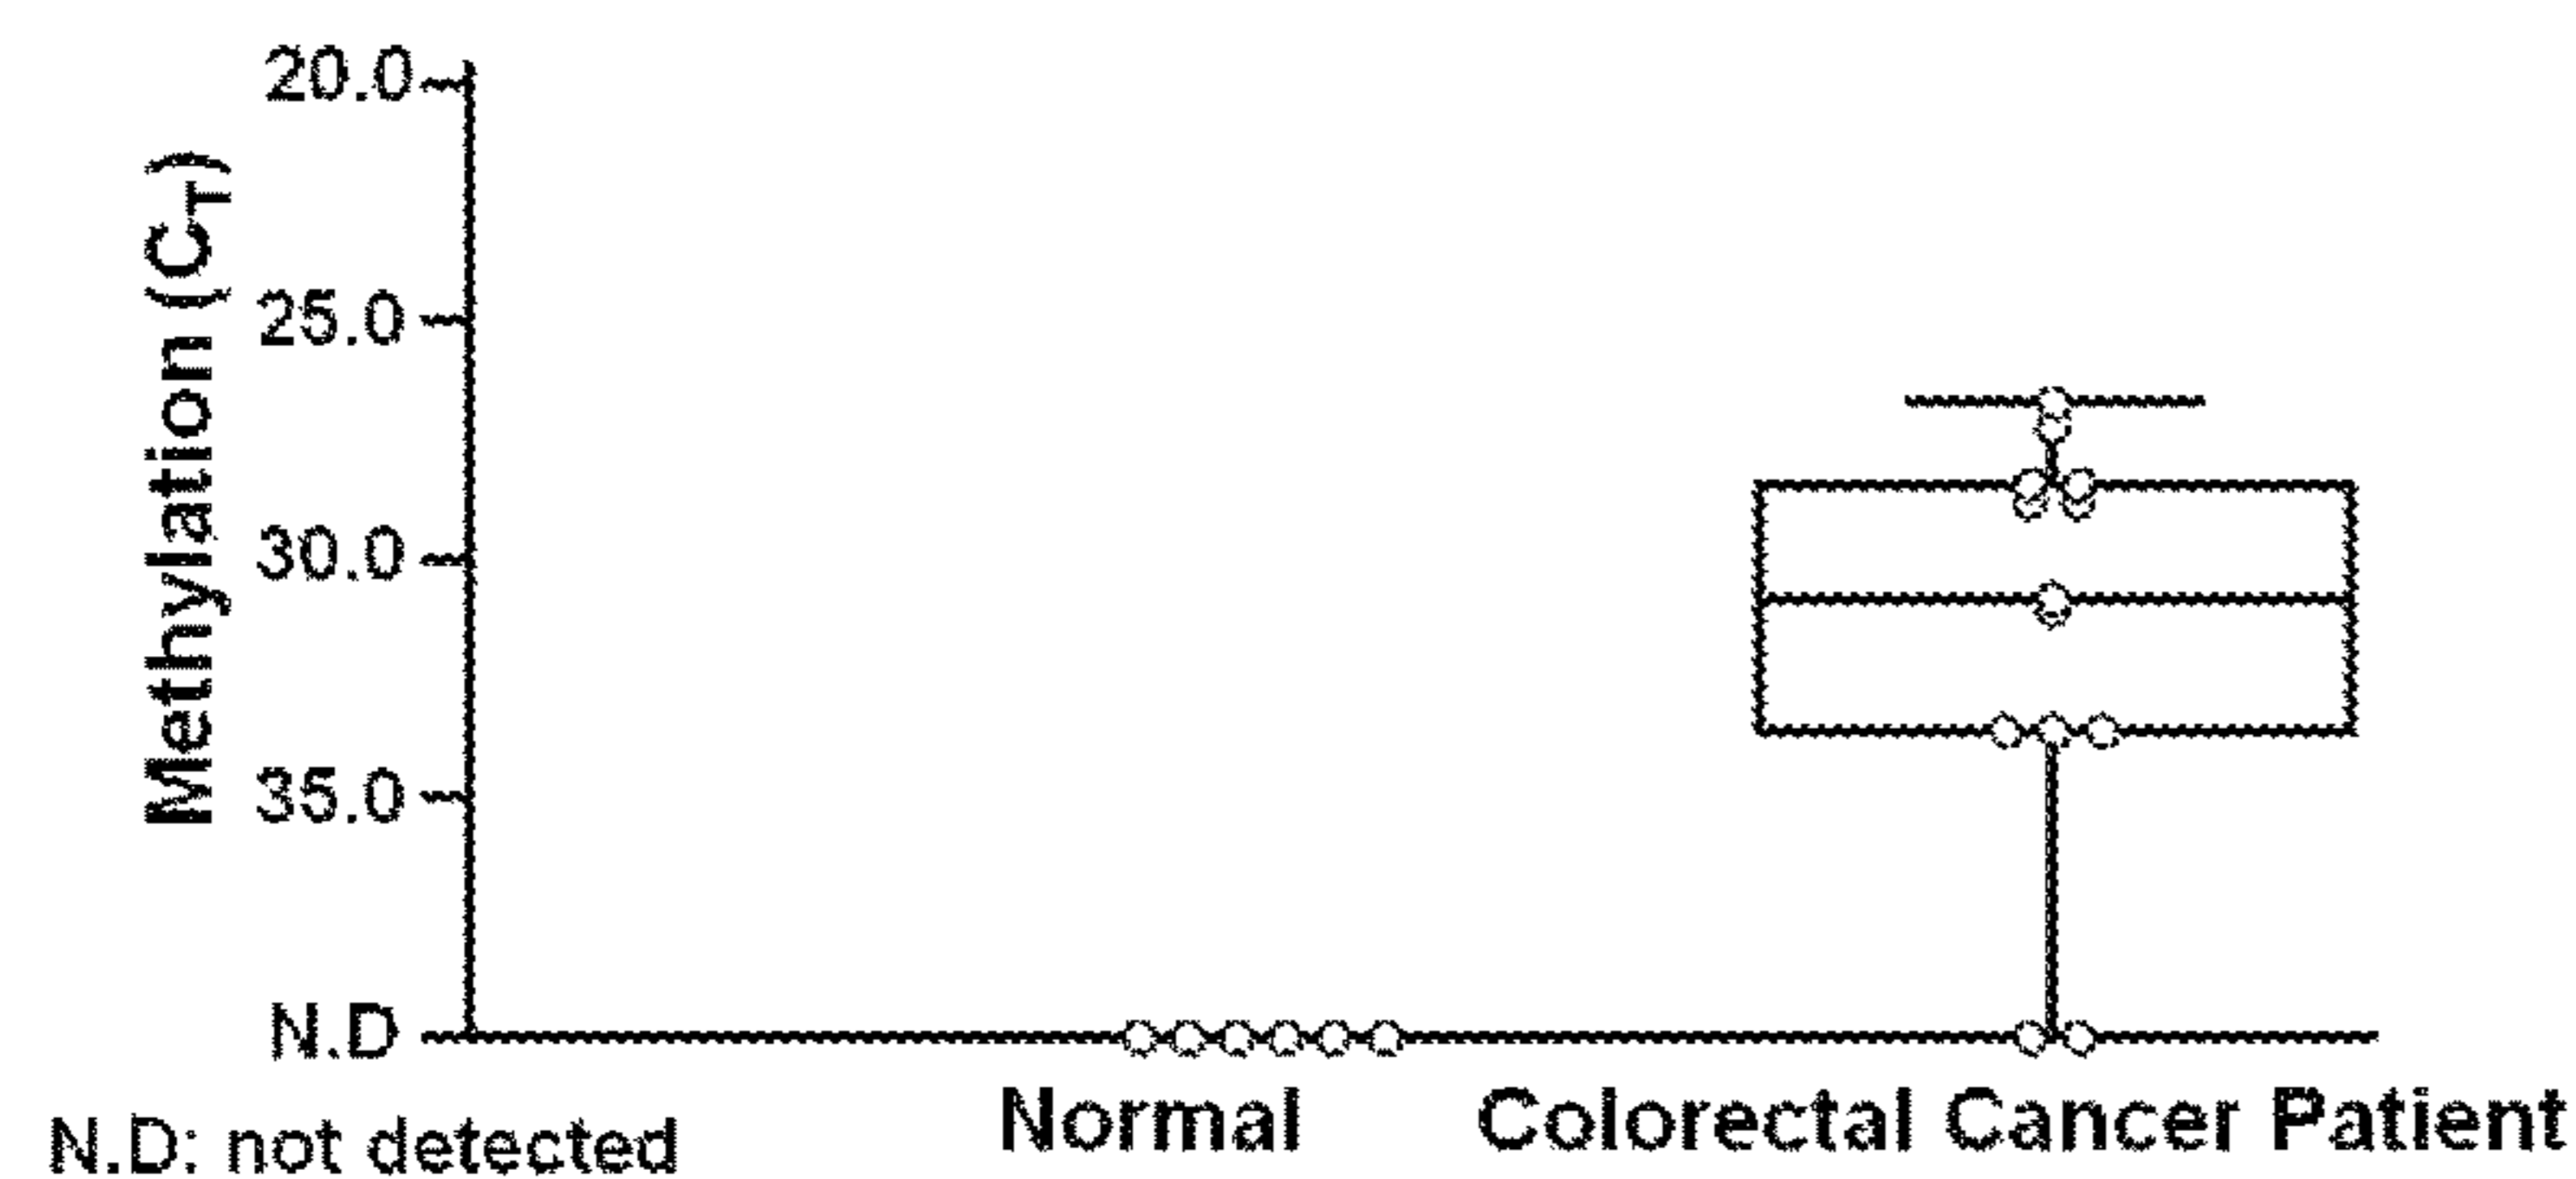 Methylation (CT)
20.0
25.0
30.0
35.0
N.D
Normal
Colorectal Cancer Patient
N.D: not detected